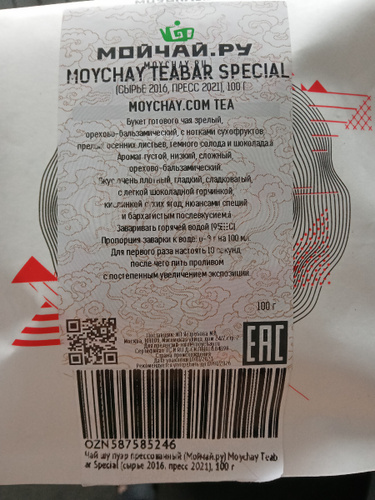 МОЙЧАЙ.РУ
MOYCHAY.RU
MOYCHAY TEABAR SPECIAL
(СЫРЬЕ 2016, ПРЕСС 2021), 100 Г
MOYCHAY.COM TEA
Букет готового чая зрелый,
орехово-бальзамический, с нотками сухофруктов
прелых осенних листьев, темного солода и шоколада.
Аромат густой, низкий, сложный
орехово-бальзамический.
Вкус очень плотный, гладкий, сладковатый,
с легкой шоколадной горчинкой,
кислинкой ягод, нюансами специй
и бархатистым послевкусием.
Заваривать горячей водой (95°C)
Пропорция заварки к воде: г на 100 мл.
Для первого раза настоять 10 секунд
после чего пить проливом
с постепенным увеличением экспозиции.
100 г
EAC
OZN587585246
Чай шу пуэр прессованный (Мойчай.ру) Moychay Teab
ar Special (сырье 2016. пресс 2021), 100 г